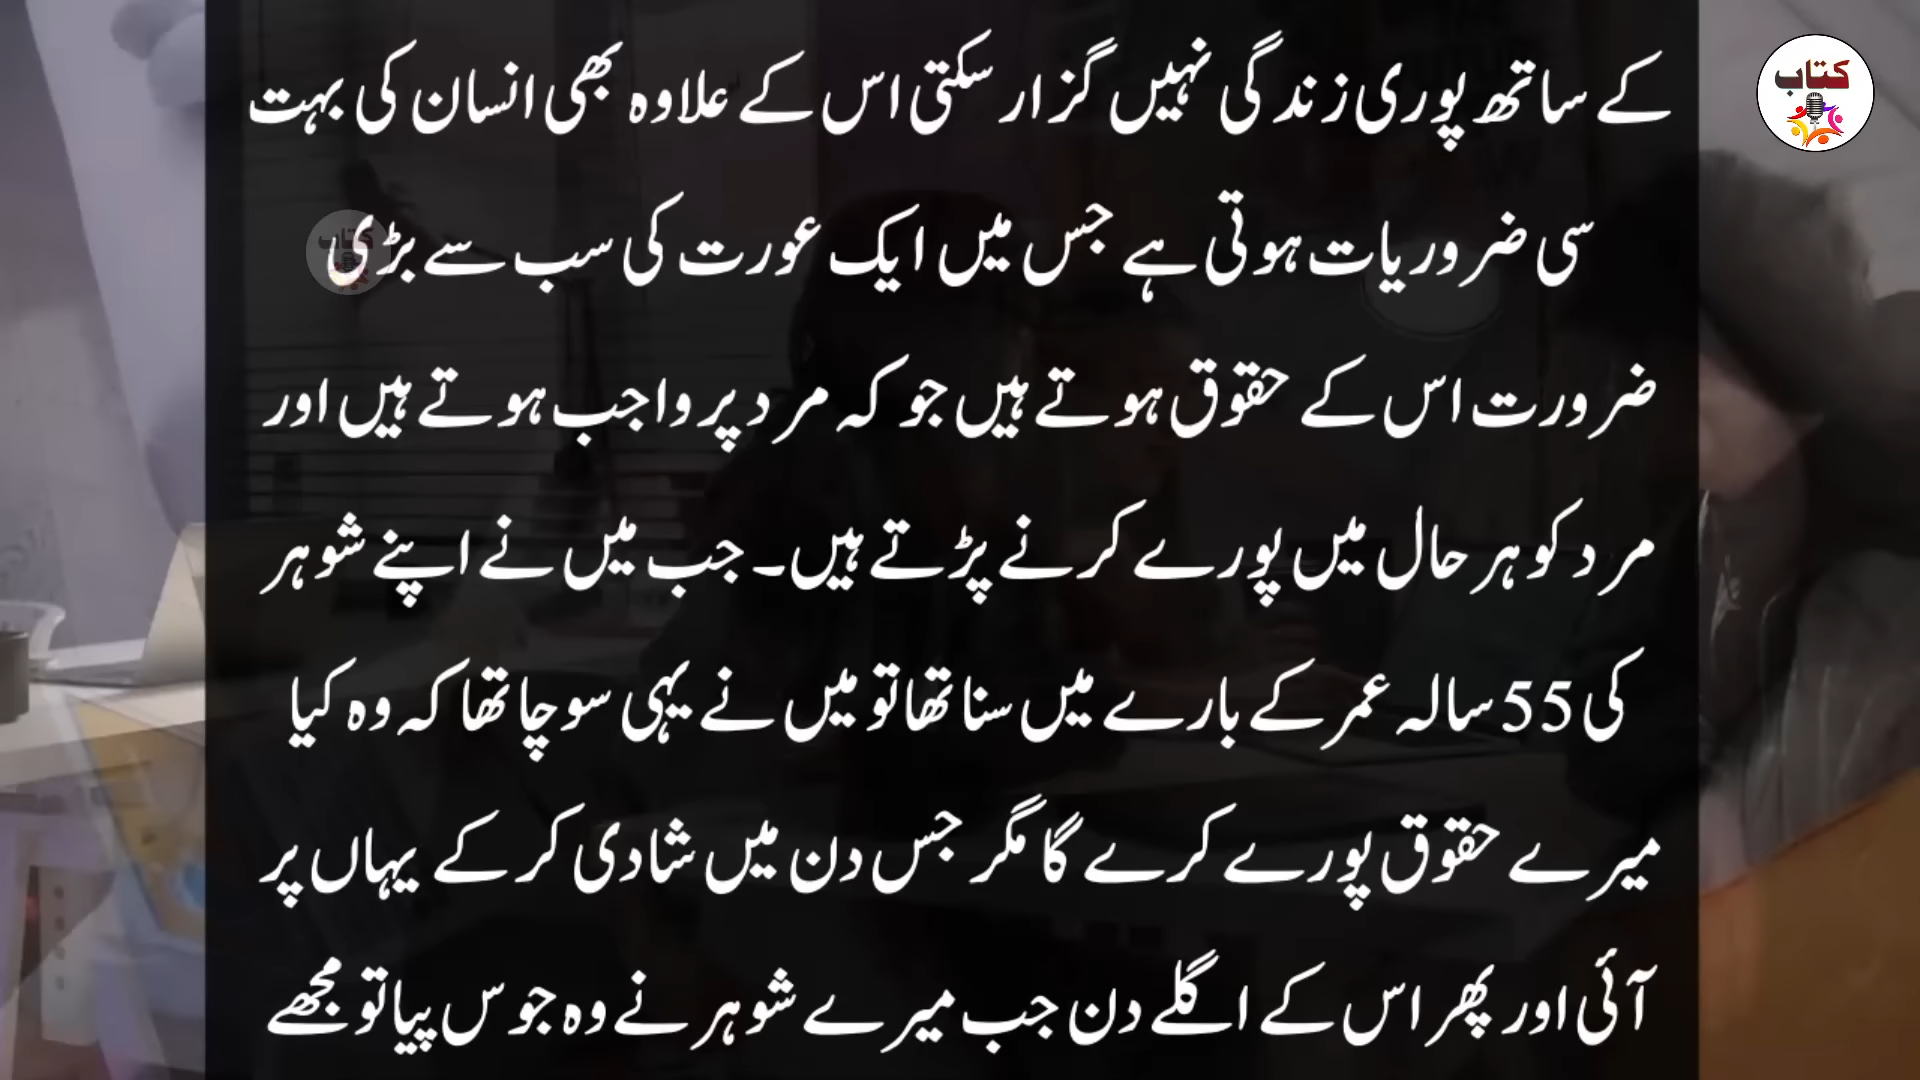 کے ساتھ پوری زندگی نہیں گزار سکتی اس کے علاوہ بھی انسان کی بہت
سی ضروریات ہوتی ہے جس میں ایک عورت کی سب سے بڑی
ضرورت اس کے حقوق ہوتے ہیں جو کہ مرد پر واجب ہوتے ہیں اور
مرد کو ہر حال میں پورے کرنے پڑتے ہیں۔ جب میں نے اپنے شوہر
کی 55 سالہ عمر کے بارے میں سنا تھا تو میں نے یہی سوچا تھا کہ وہ کیا
میرے حقوق پورے کرے گا مگر جس دن میں شادی کر کے یہاں پر
آئی اور پھر اس کے اگلے دن جب میرے شوہر نے وہ جوس پیا تو مجھے
کتاب
کتاب